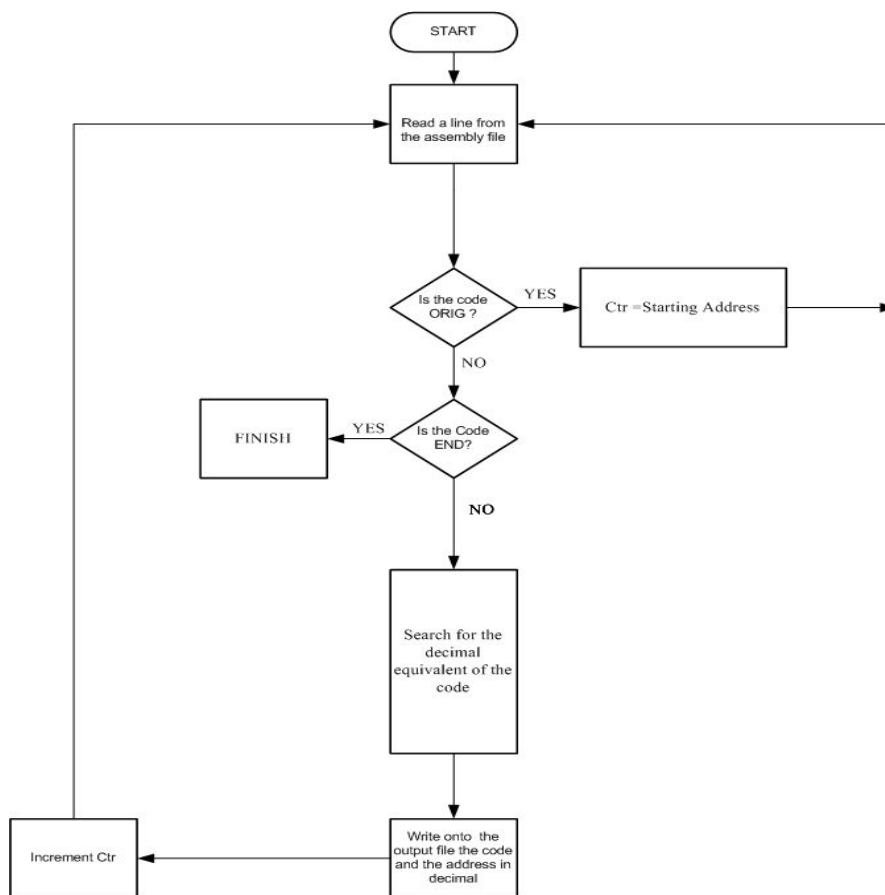 START
Read a line from
the assembly file
Is the code
ORIG ?
YES
Ctr =Starting Address
NO
Is the Code
END?
YES
FINISH
NO
Search for the
decimal
equivalent of the
code
Write onto the
output file the code
and the address in
decimal
Increment Ctr